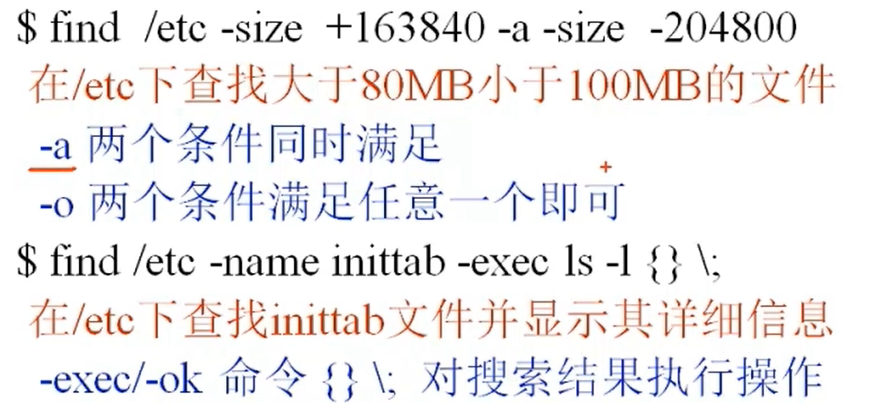 $ find /etc -size +163840 -a -size -204800
在/etc下查找大于80MB小于100MB的文件
-a 两个条件同时满足
-o 两个条件满足任意一个即可
$ find /etc -name inittab -exec ls -l {} \;
在/etc下查找inittab文件并显示其详细信息
-exec/-ok 命令 {} \; 对搜索结果执行操作